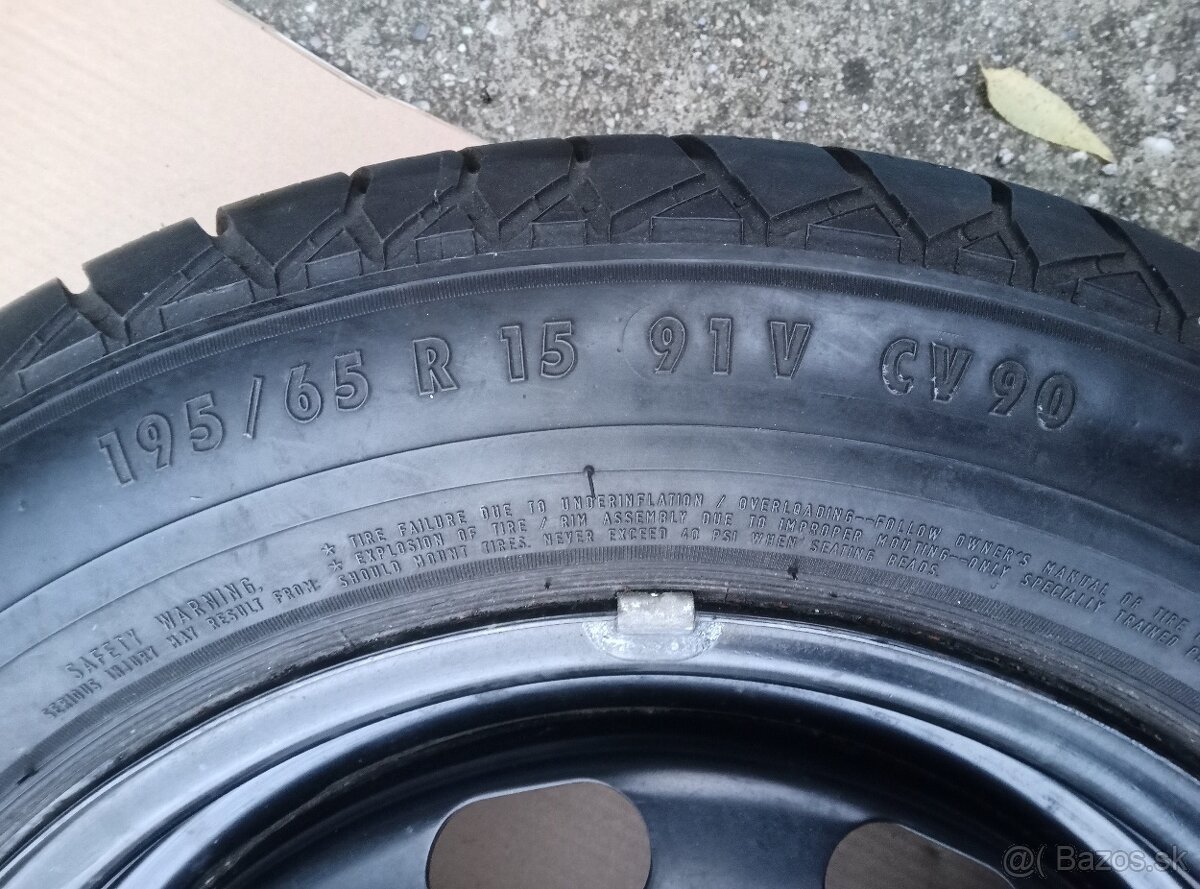 195/65 R 15 91V CV90
SAFETY WARNING,
SERIOUS INJURY MAY RESULT FROM:
* TIRE FAILURE DUE TO UNDERINFLATION / OVERLOADING--FOLLOW OWNER'S MANUAL OF TIRE
* EXPLOSION OF TIRE / RIM ASSEMBLY DUE TO IMPROPER MOUTING--ONLY SPECIALLY TRAINED
SHOULD MOUNT TIRES. NEVER EXCEED 40 PSI WHEN SEATING BEADS.
@( Bazos.sk